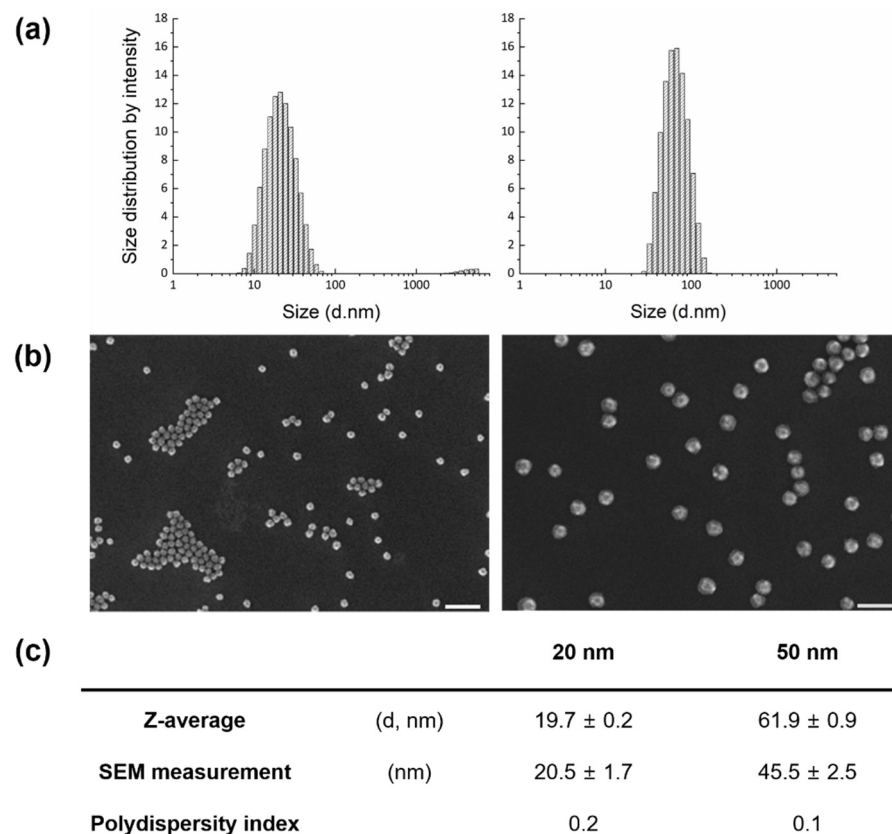 (a)
Size distribution by intensity
18
16
14
12
10
8
6
4
2
0
1
10
100
1000
Size (d.nm)
18
16
14
12
10
8
6
4
2
0
1
10
100
1000
Size (d.nm)
(b)
(c)
20 nm 50 nm
Z-average (d, nm) 19.7 ± 0.2 61.9 ± 0.9
SEM measurement (nm) 20.5 ± 1.7 45.5 ± 2.5
Polydispersity index 0.2 0.1